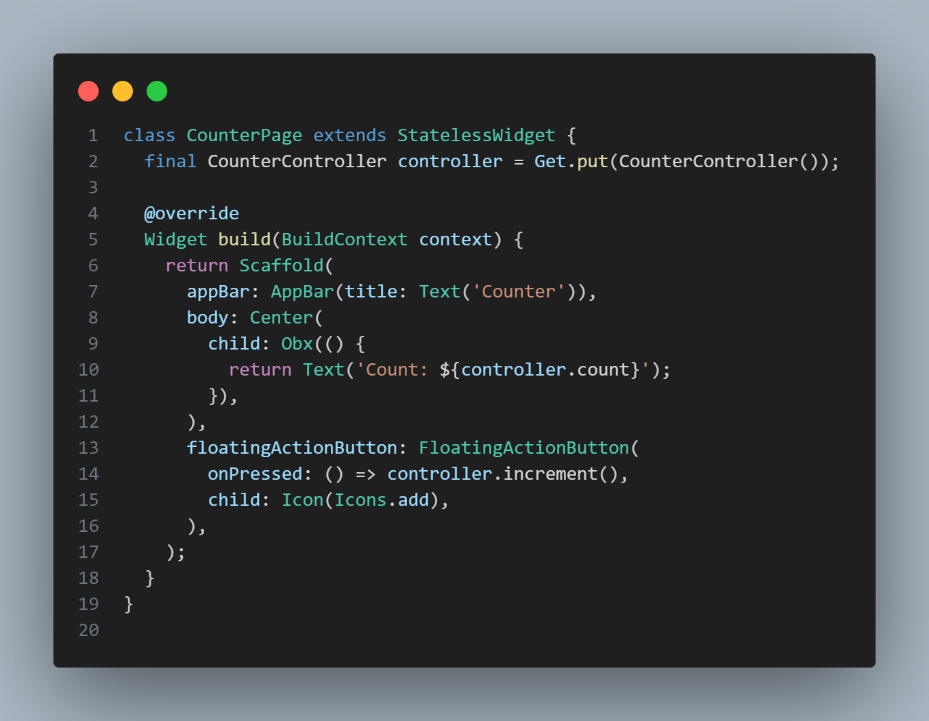 1 class CounterPage extends StatelessWidget {
2   final CounterController controller = Get.put(CounterController());
3
4   @override
5   Widget build(BuildContext context) {
6     return Scaffold(
7       appBar: AppBar(title: Text('Counter')),
8       body: Center(
9         child: Obx(() {
10           return Text('Count: ${controller.count}');
11         }),
12       ),
13       floatingActionButton: FloatingActionButton(
14         onPressed: () => controller.increment(),
15         child: Icon(Icons.add),
16       ),
17     );
18   }
19 }
20